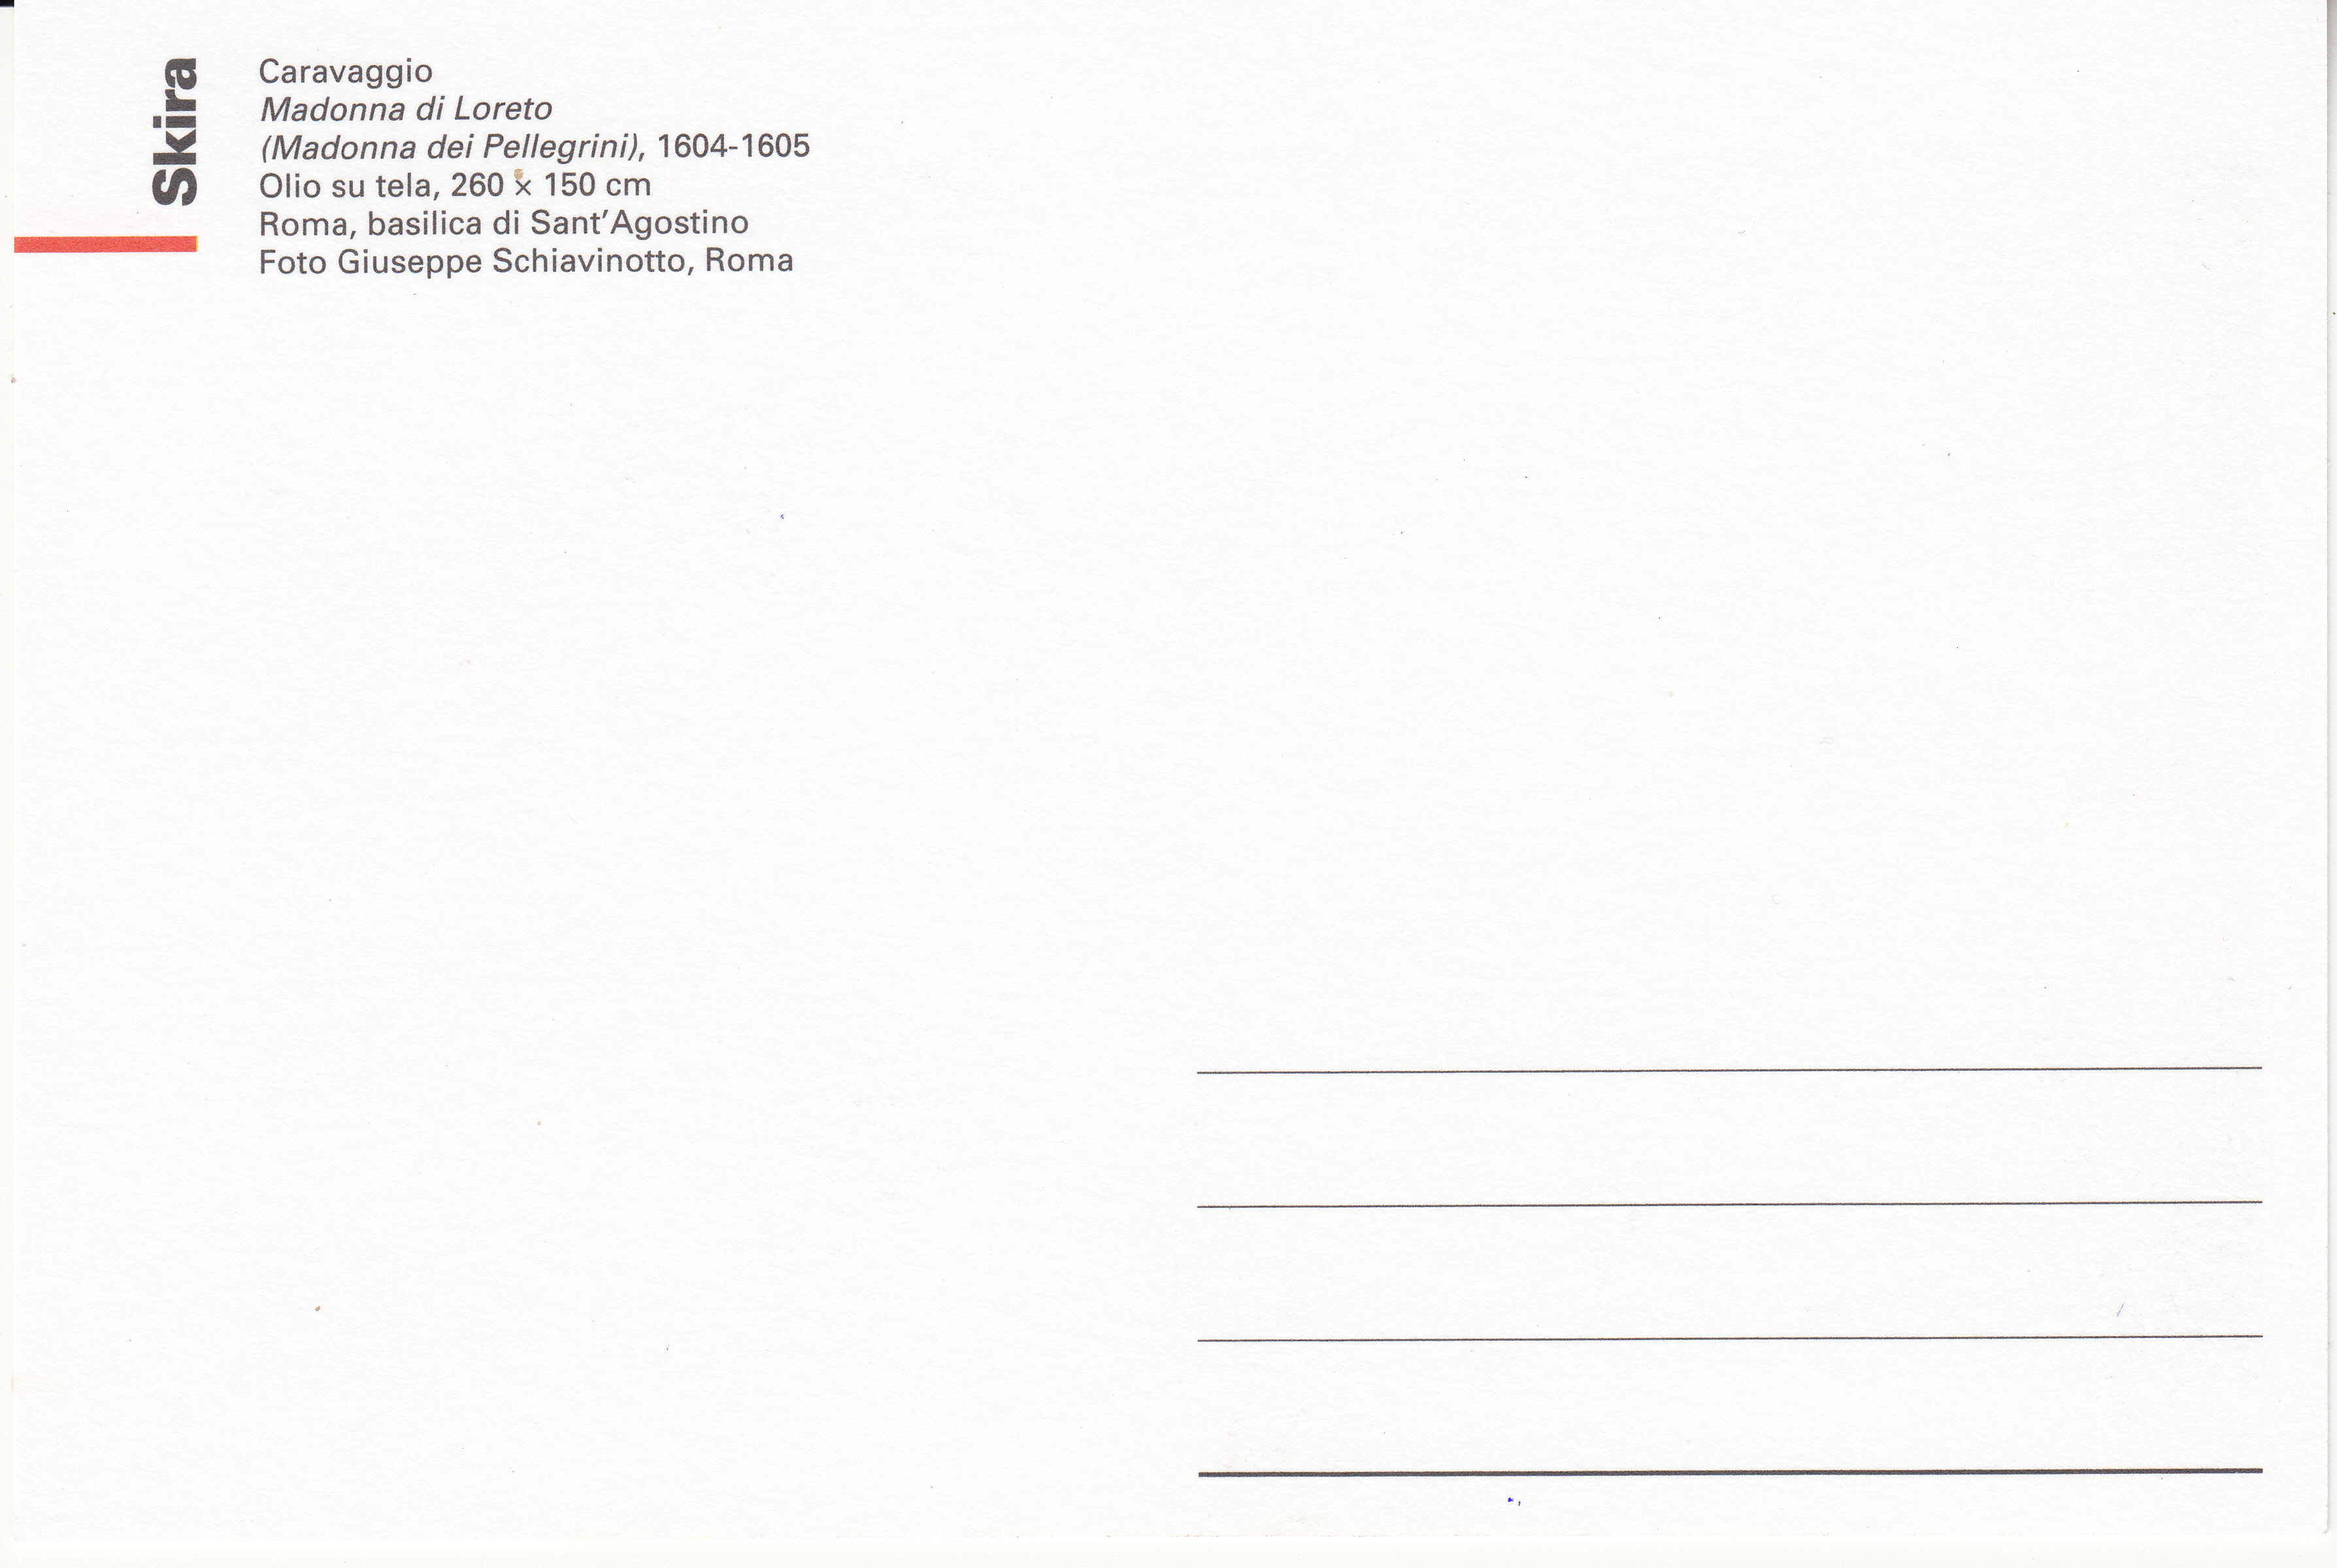 Skira
Caravaggio
Madonna di Loreto
(Madonna dei Pellegrini), 1604-1605
Olio su tela, 260 × 150 cm
Roma, basilica di Sant'Agostino
Foto Giuseppe Schiavinotto, Roma